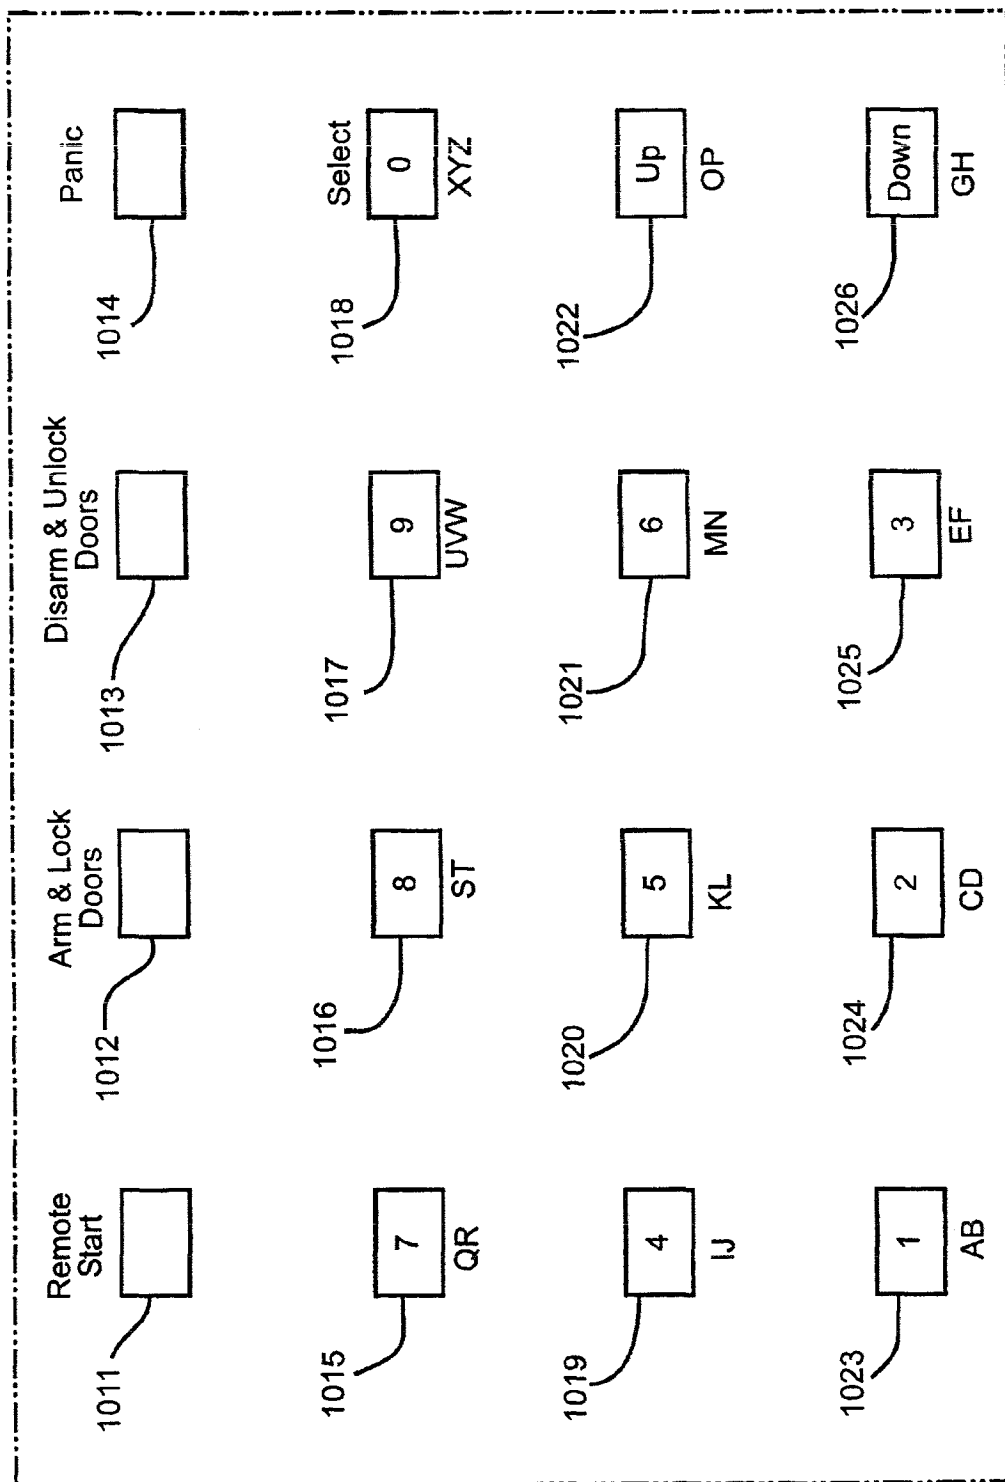 Remote
Start
1011
Arm & Lock
Doors
1012
Disarm & Unlock
Doors
1013
Panic
1014
7
QR
1015
8
ST
1016
9
UVW
1017
Select
0
XYZ
1018
4
IJ
1019
5
KL
1020
6
MN
1021
Up
OP
1022
1
AB
1023
2
CD
1024
3
EF
1025
Down
GH
1026